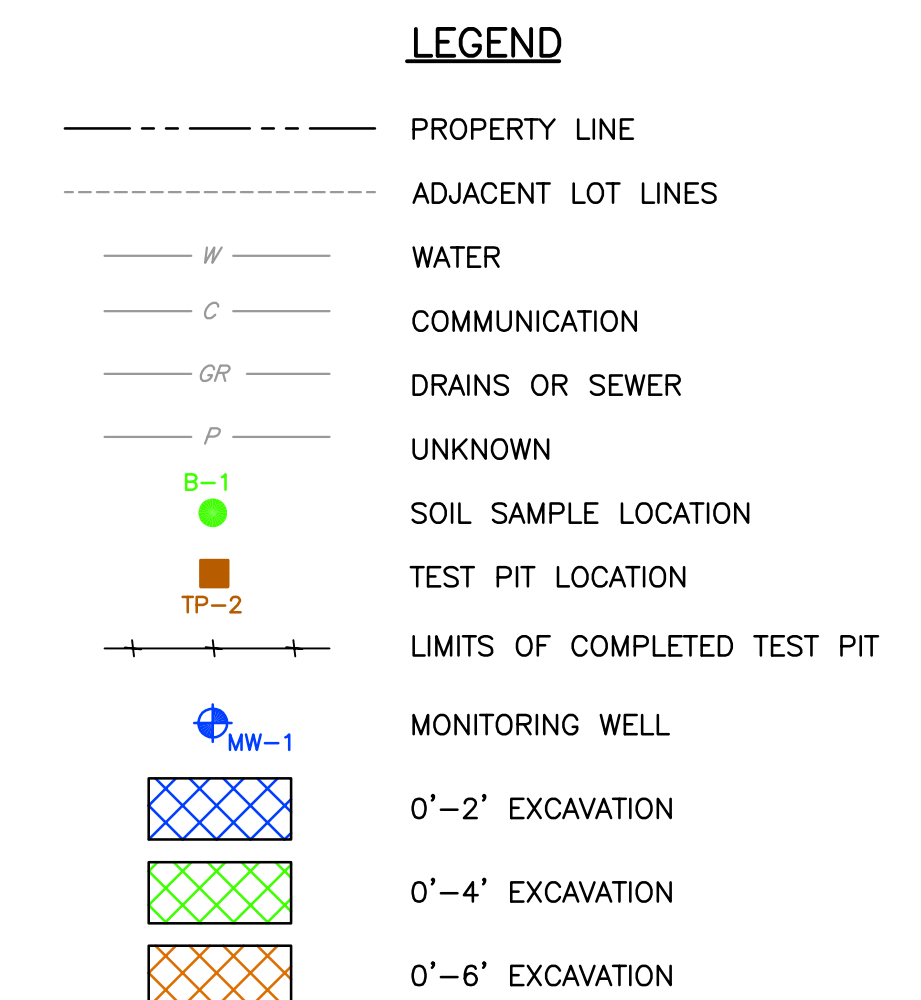 LEGEND
PROPERTY LINE
ADJACENT LOT LINES
W WATER
C COMMUNICATION
GR DRAINS OR SEWER
P UNKNOWN
B-1
SOIL SAMPLE LOCATION
TEST PIT LOCATION
TP-2
LIMITS OF COMPLETED TEST PIT
MONITORING WELL
MW-1
0'-2' EXCAVATION
0'-4' EXCAVATION
0'-6' EXCAVATION